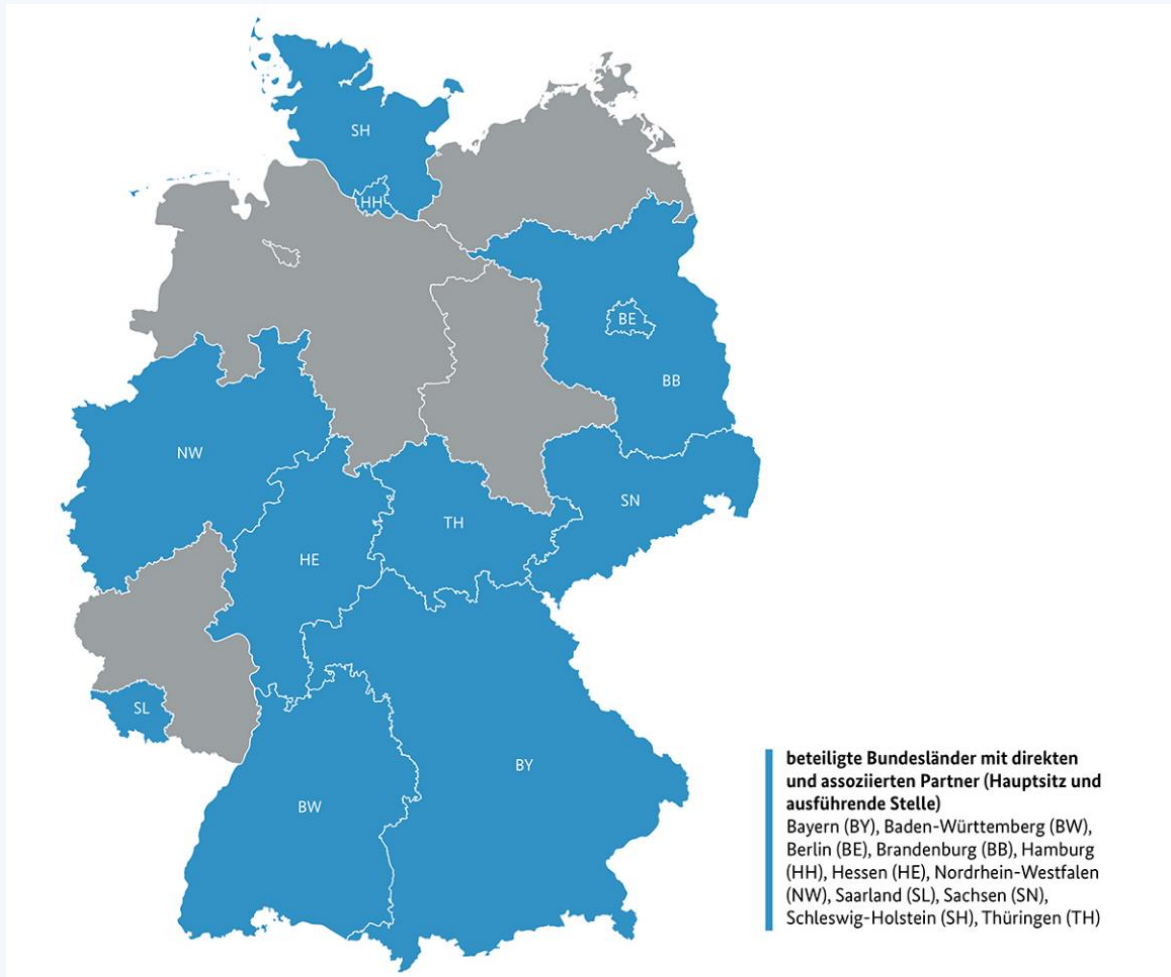 SH
HH
BE
BB
NW
SN
TH
HE
SL
BY
BW
beteiligte Bundesländer mit direkten
und assoziierten Partner (Hauptsitz und
ausführende Stelle)
Bayern (BY), Baden-Württemberg (BW),
Berlin (BE), Brandenburg (BB), Hamburg
(HH), Hessen (HE), Nordrhein-Westfalen
(NW), Saarland (SL), Sachsen (SN),
Schleswig-Holstein (SH), Thüringen (TH)